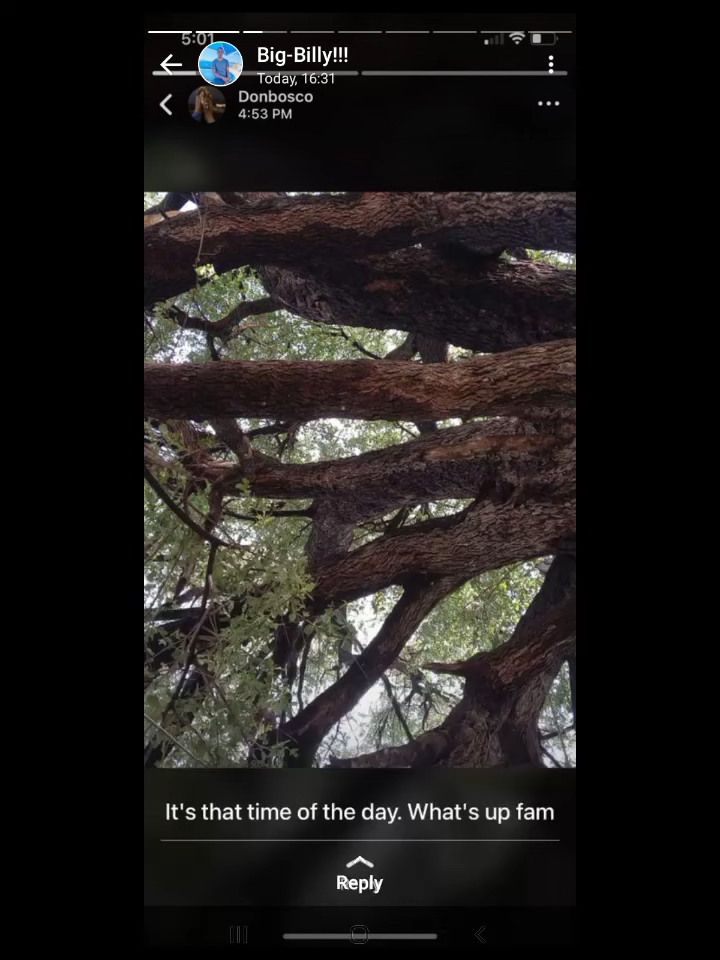 5:01
Big-Billy!!!
Today, 16:31
Donbosco
4:53 PM
It's that time of the day. What's up fam
Reply